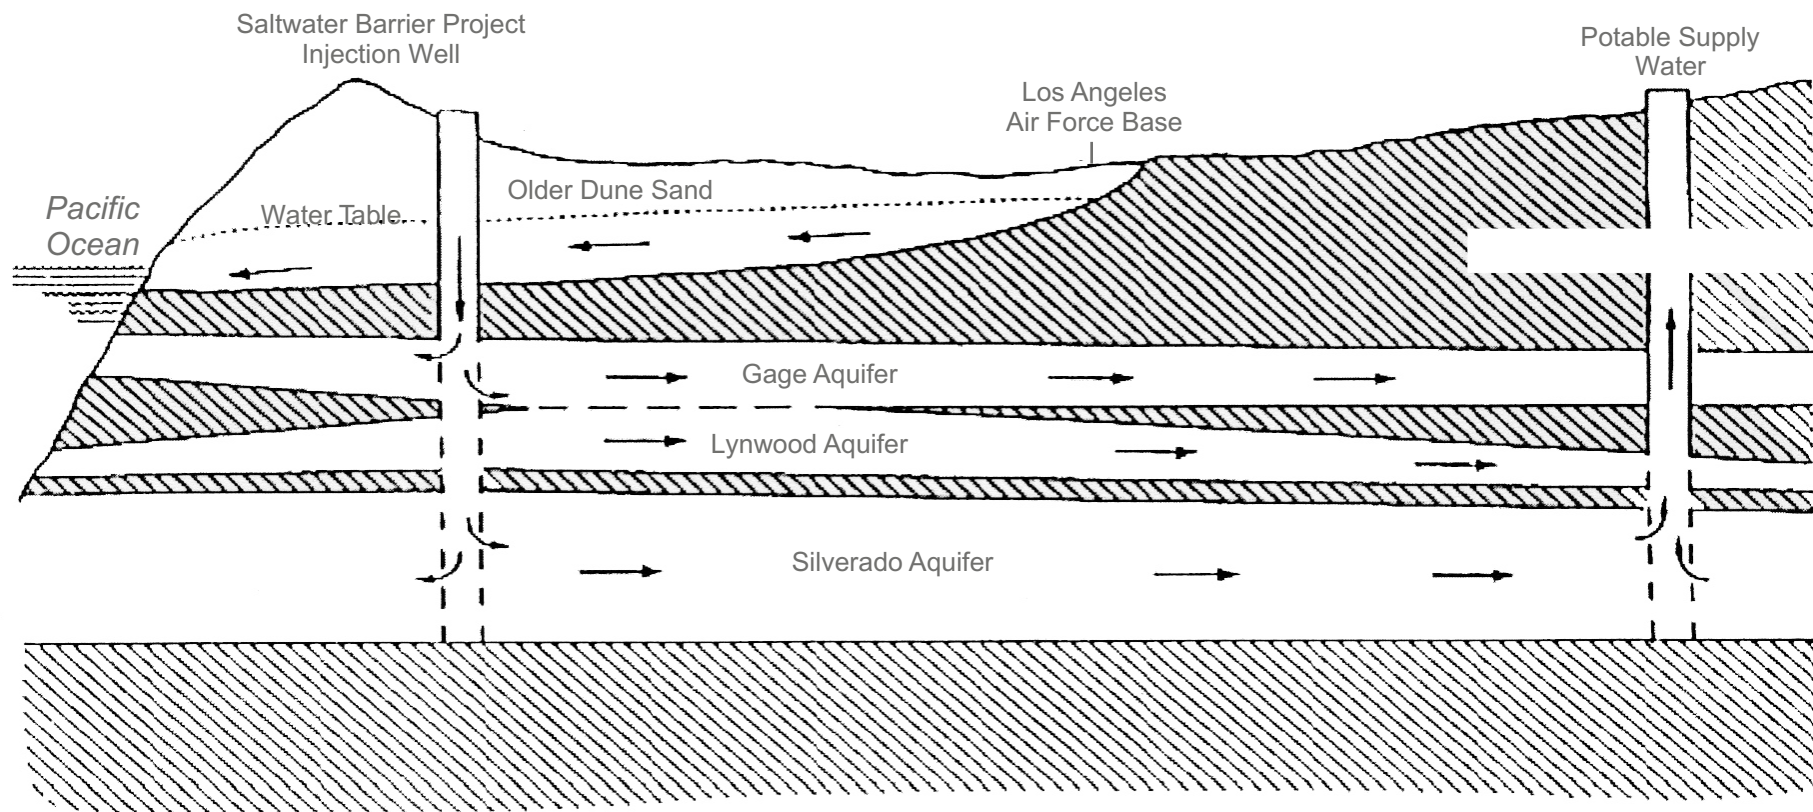 Saltwater Barrier Project
Injection Well
Potable Supply
Water
Los Angeles
Air Force Base
Pacific
Ocean
Water Table
Older Dune Sand
Gage Aquifer
Lynwood Aquifer
Silverado Aquifer